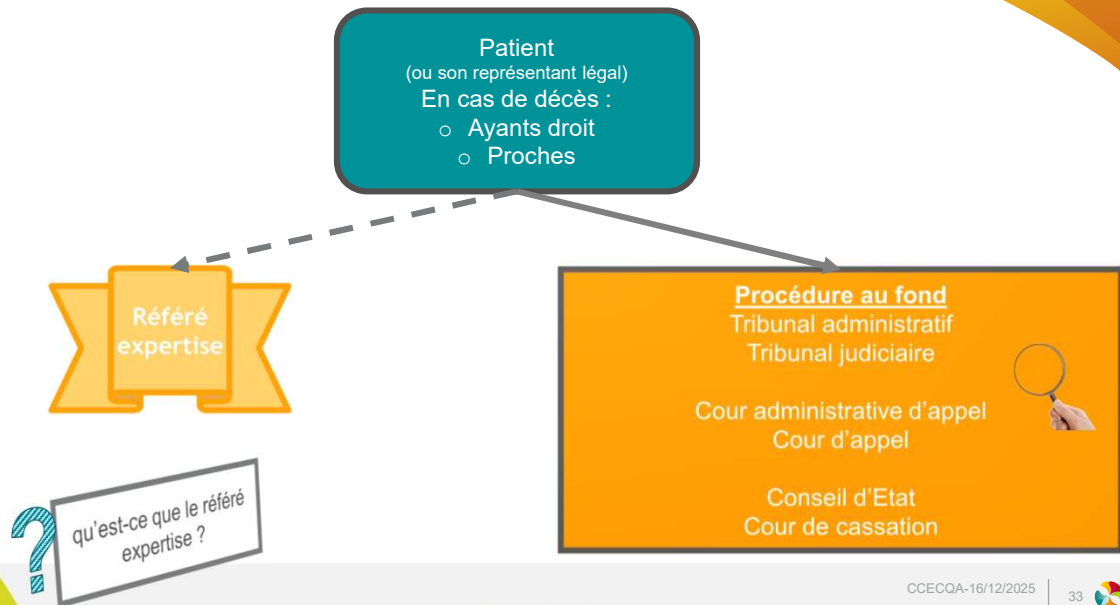 Patient
(ou son représentant légal)
En cas de décès :
o Ayants droit
o Proches
Référé
expertise
Procédure au fond
Tribunal administratif
Tribunal judiciaire
Cour administrative d’appel
Cour d’appel
Conseil d’Etat
Cour de cassation
?
qu’est-ce que le référé
expertise ?
CCECQA-16/12/2025
33